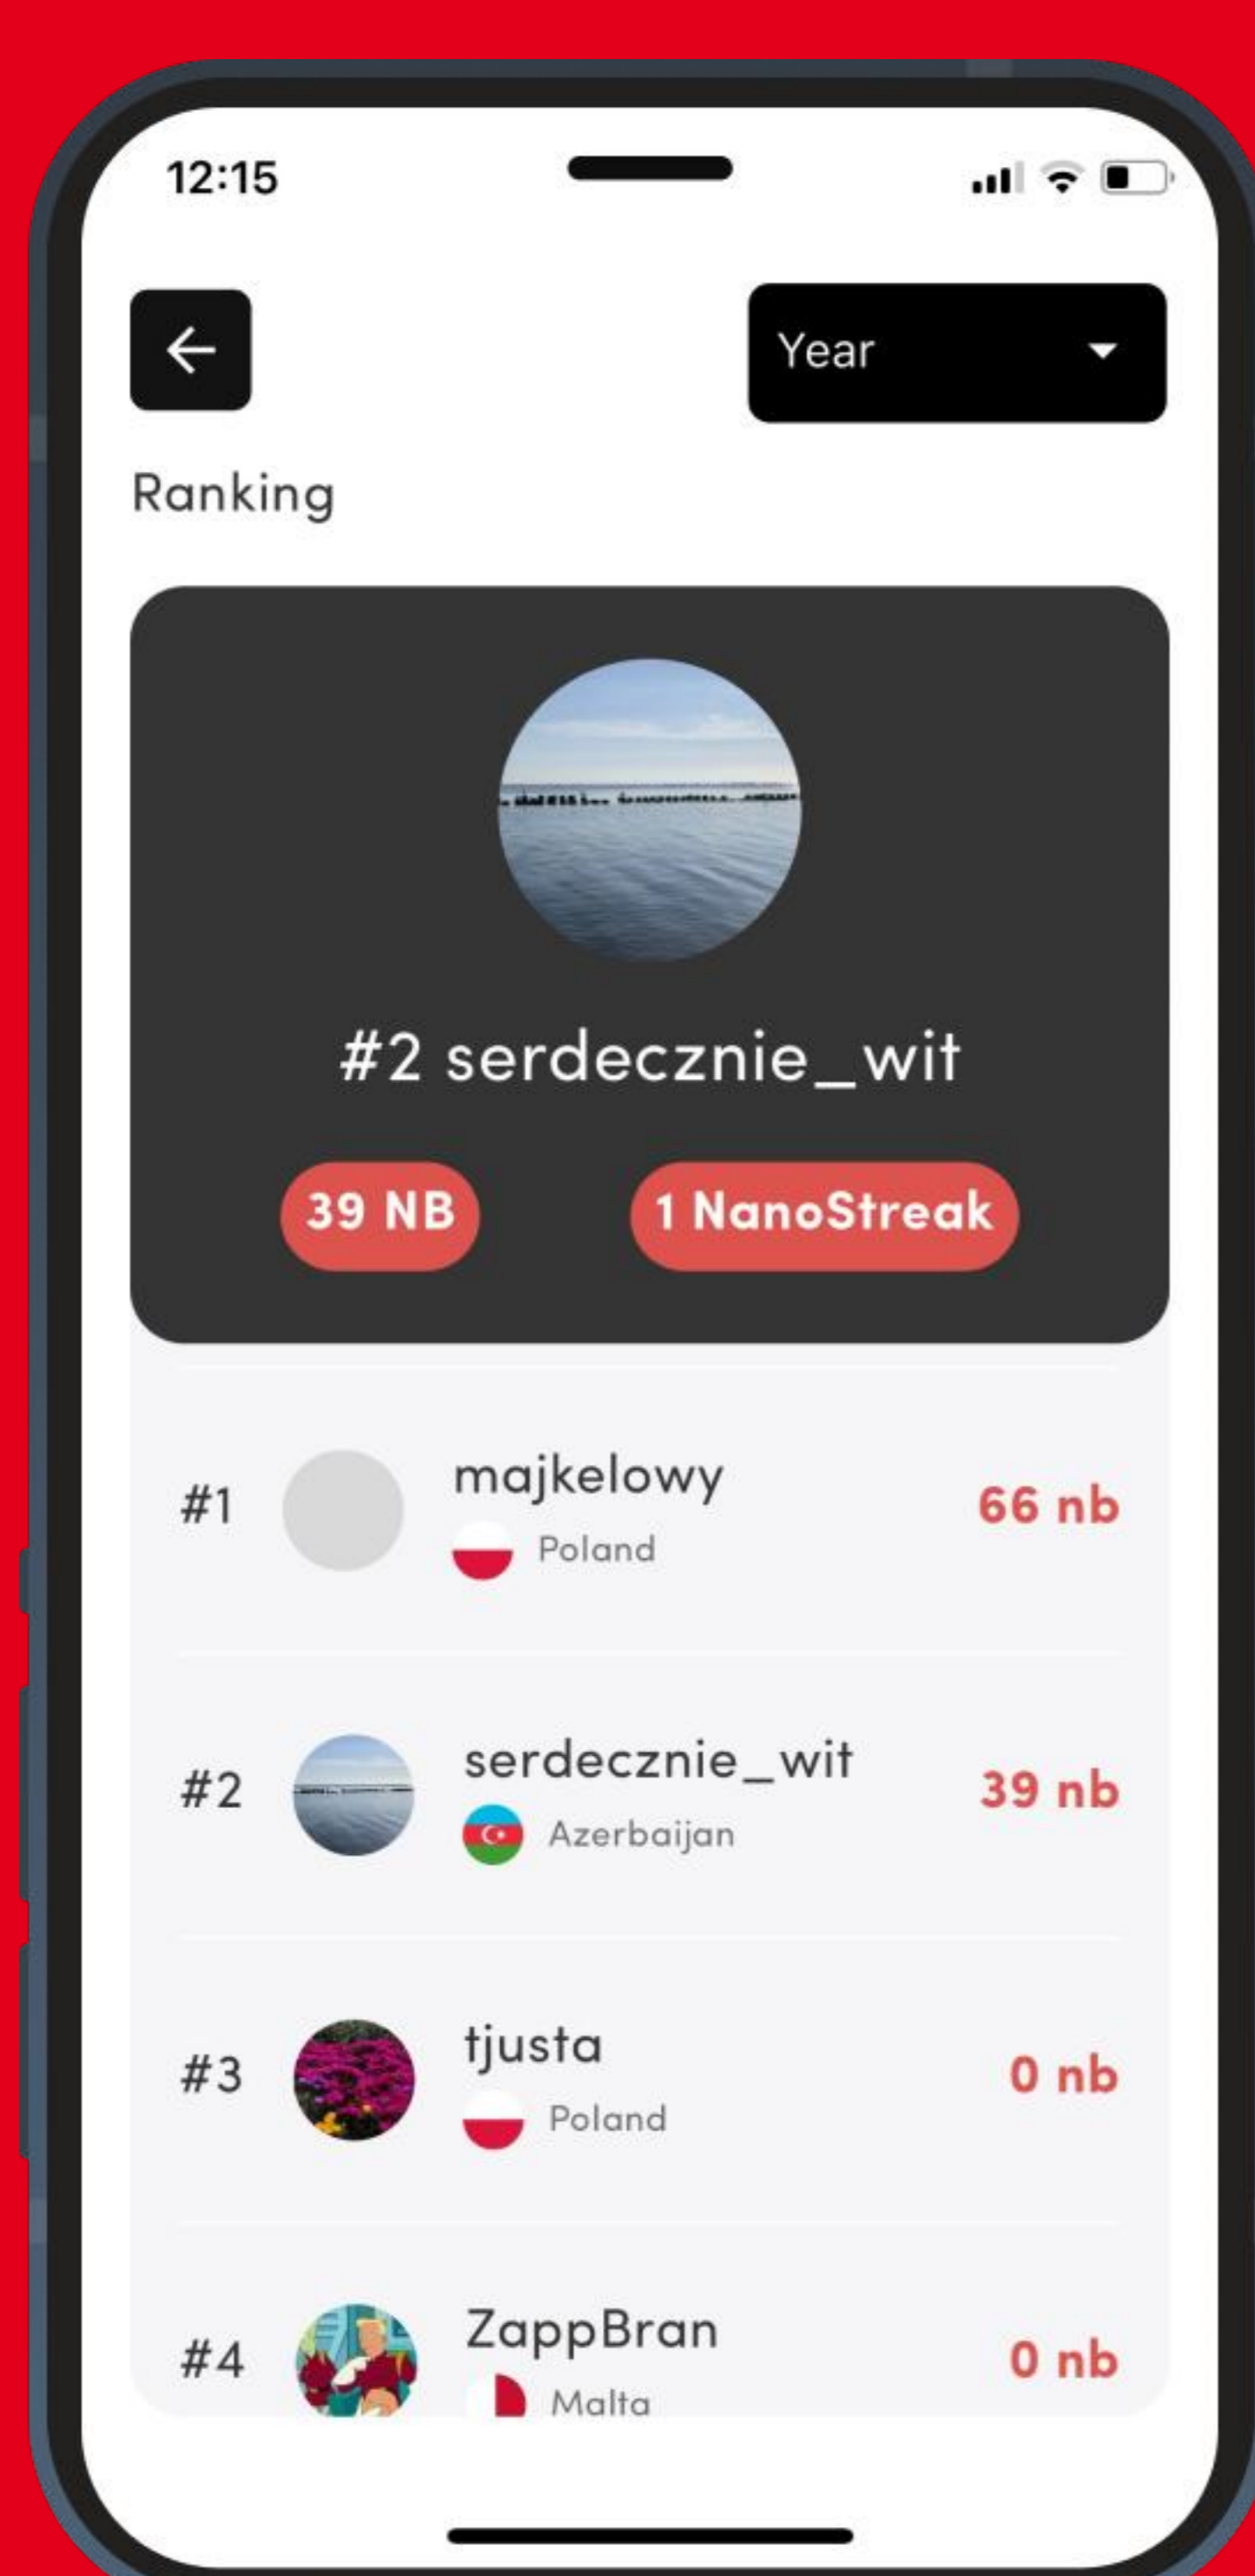 12:15
Year
Ranking
#2 serdecznie_wit
39 NB
1 NanoStreak
#1
majkelowy
Poland
66 nb
#2
serdecznie_wit
Azerbaijan
39 nb
#3
tjusta
Poland
0 nb
#4
ZappBran
Malta
0 nb